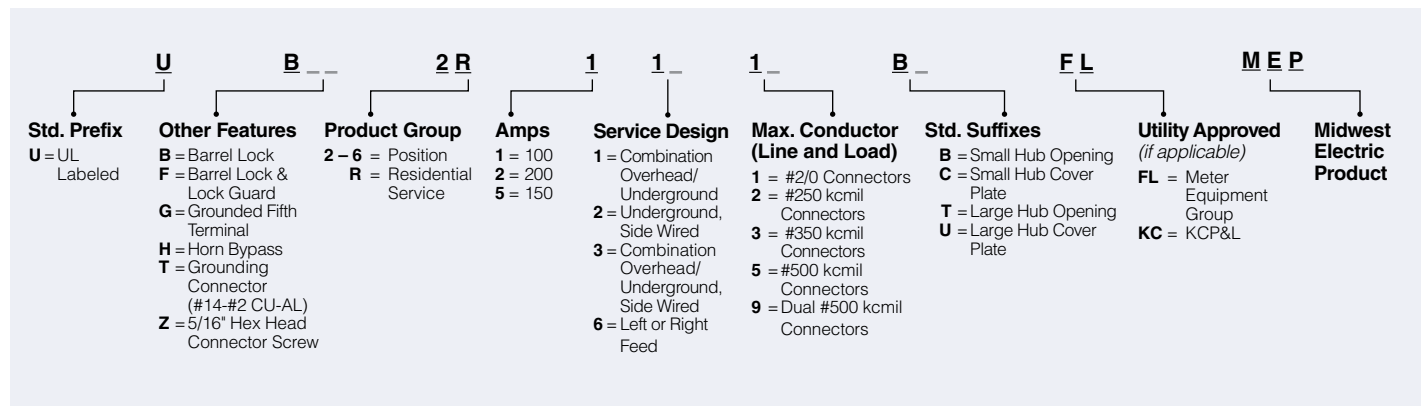 U B _ _ 2 R 1 1 _ 1 _ B _ F L M E P
Std. Prefix
U = UL
Labeled
Other Features
B = Barrel Lock
F = Barrel Lock &
Lock Guard
G = Grounded Fifth
Terminal
H = Horn Bypass
T = Grounding
Connector
(#14-#2 CU-AL)
Z = 5/16" Hex Head
Connector Screw
Product Group
2 – 6 = Position
R = Residential
Service
Amps
1 = 100
2 = 200
5 = 150
Service Design
1 = Combination
Overhead/
Underground
2 = Underground,
Side Wired
3 = Combination
Overhead/
Underground,
Side Wired
6 = Left or Right
Feed
Max. Conductor
(Line and Load)
1 = #2/0 Connectors
2 = #250 kcmil
Connectors
3 = #350 kcmil
Connectors
5 = #500 kcmil
Connectors
9 = Dual #500 kcmil
Connectors
Std. Suffixes
B = Small Hub Opening
C = Small Hub Cover
Plate
T = Large Hub Opening
U = Large Hub Cover
Plate
Utility Approved
(if applicable)
FL = Meter
Equipment
Group
KC = KCP&L
Midwest
Electric
Product